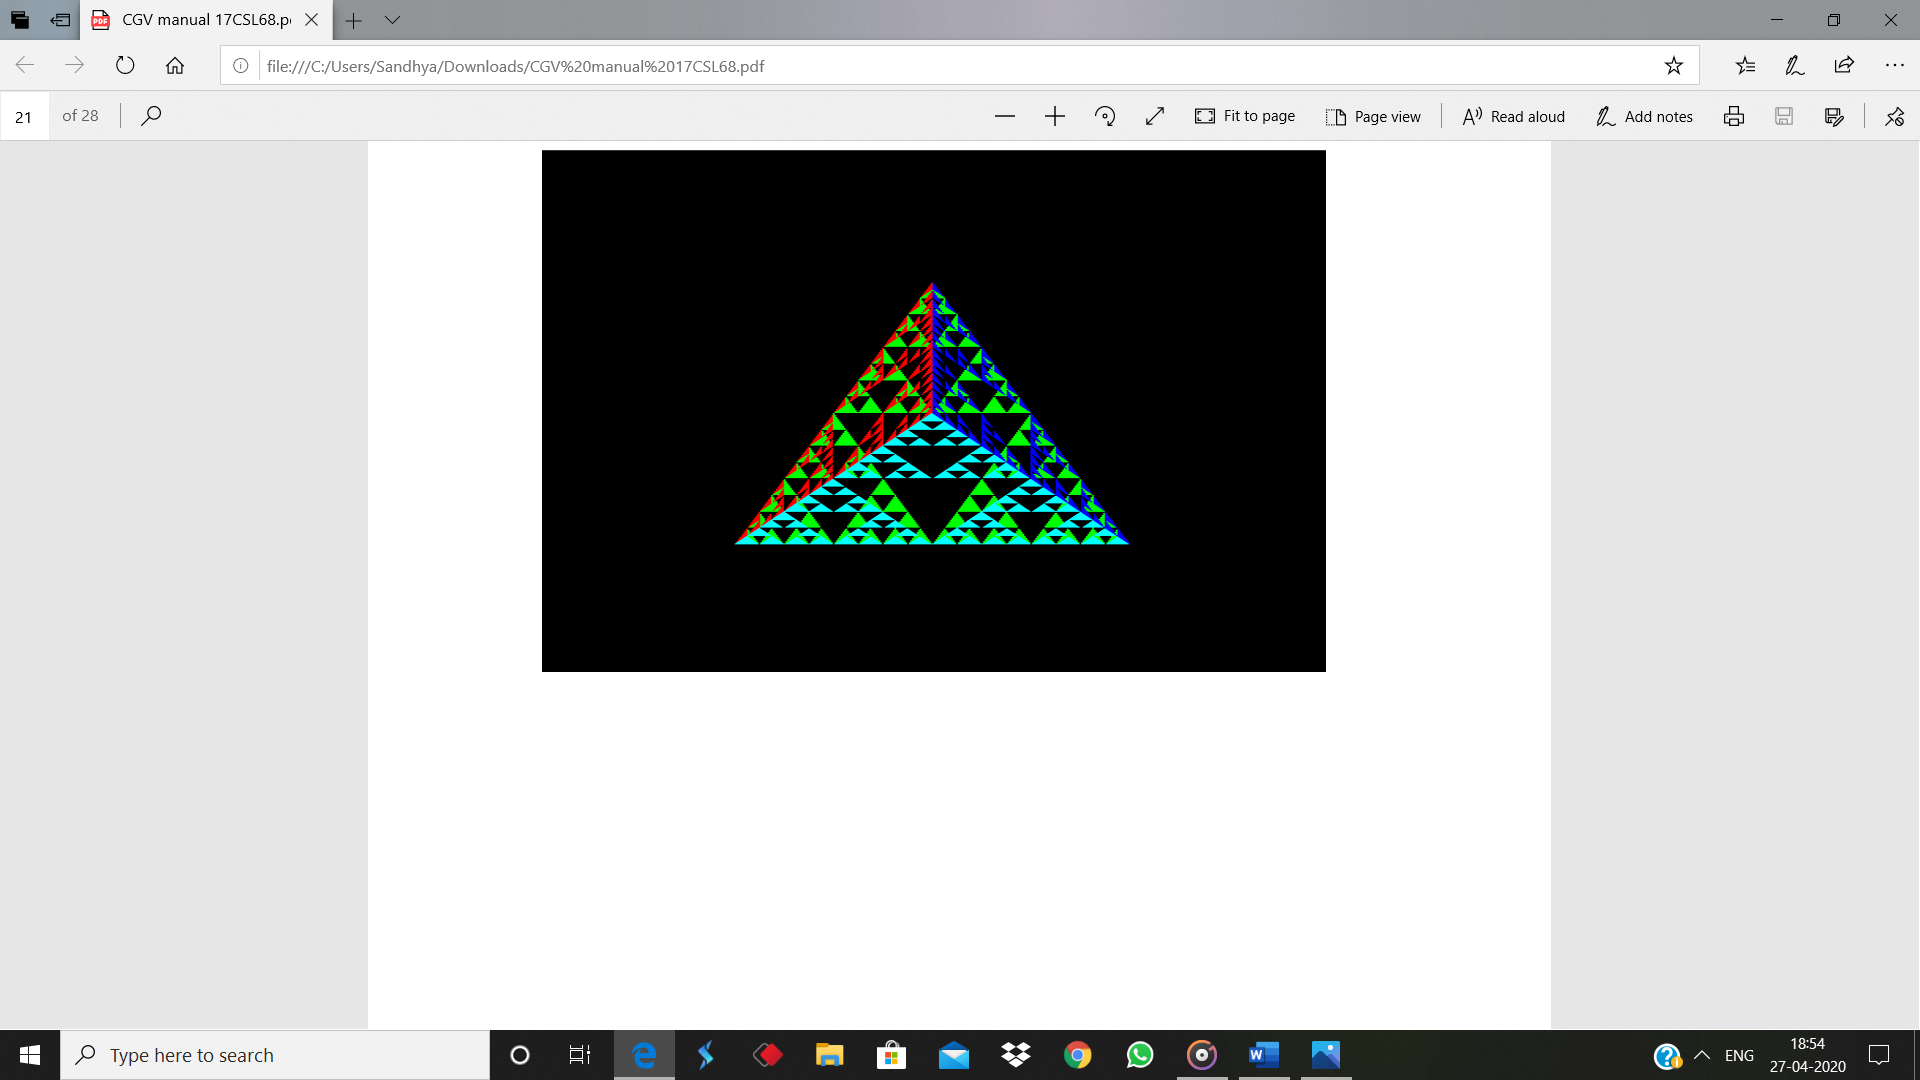 CGV manual 17CSL68.p
file:///C:/Users/Sandhya/Downloads/CGV%20manual%2017CSL68.pdf
21 of 28 Fit to page Page view Read aloud Add notes
Type here to search
ENG
18:54
27-04-2020